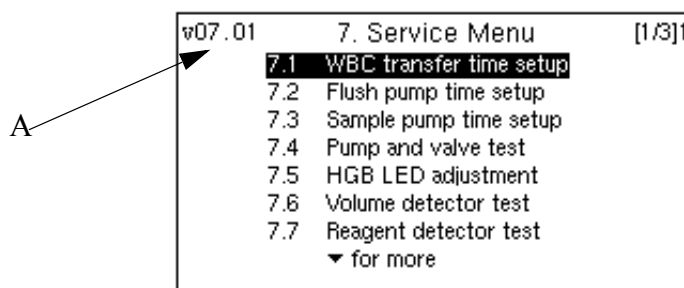 v07.01 7. Service Menu [1/3]1
A
7.1 WBC transfer time setup
7.2 Flush pump time setup
7.3 Sample pump time setup
7.4 Pump and valve test
7.5 HGB LED adjustment
7.6 Volume detector test
7.7 Reagent detector test
▼ for more